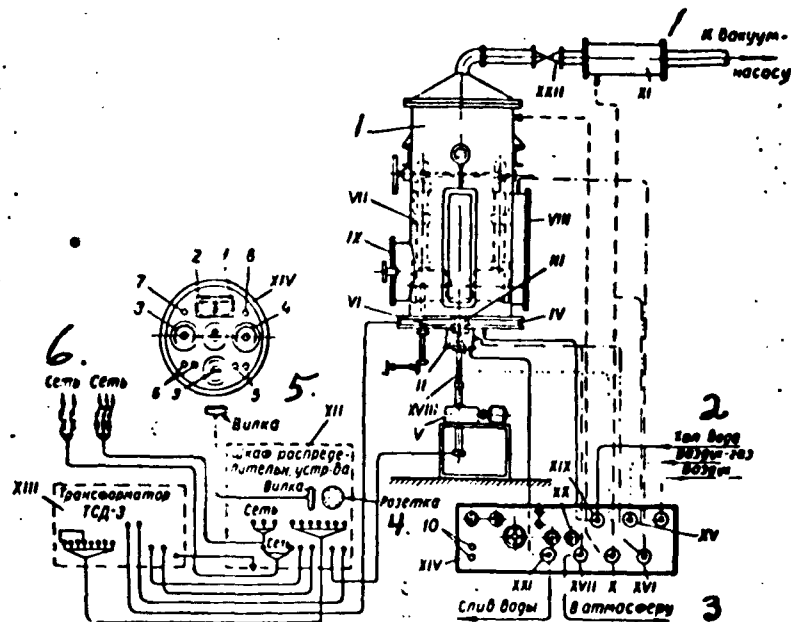 1
К вакуум-
насосу
XXII
XI
1
VII
VIII
IX
XI
VI
IV
II
XVIII
V
2
1
8
XIV
7
3
4
6
9
5
6.
Сеть
Сеть
5.
Вилка
XII
Шкаф распреде-
лительн. устр-ва
Вилка
Розетка
4.
Сеть
Сеть
XIII
Трансформатор
ТСД-3
2
Хол вода
Воздух-газ
Воздух
XIX
XX
XV
10
XIV
XXI
XVII
X
XVI
Слив воды
В атмосферу
3